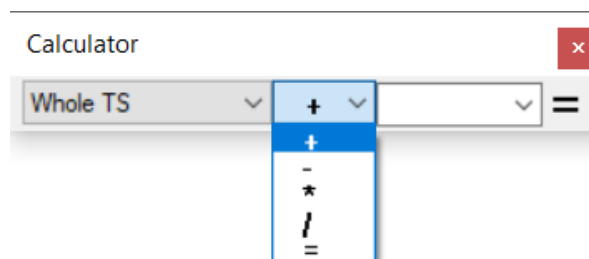 Calculator ×
Whole TS + =
+
-
*
/
=